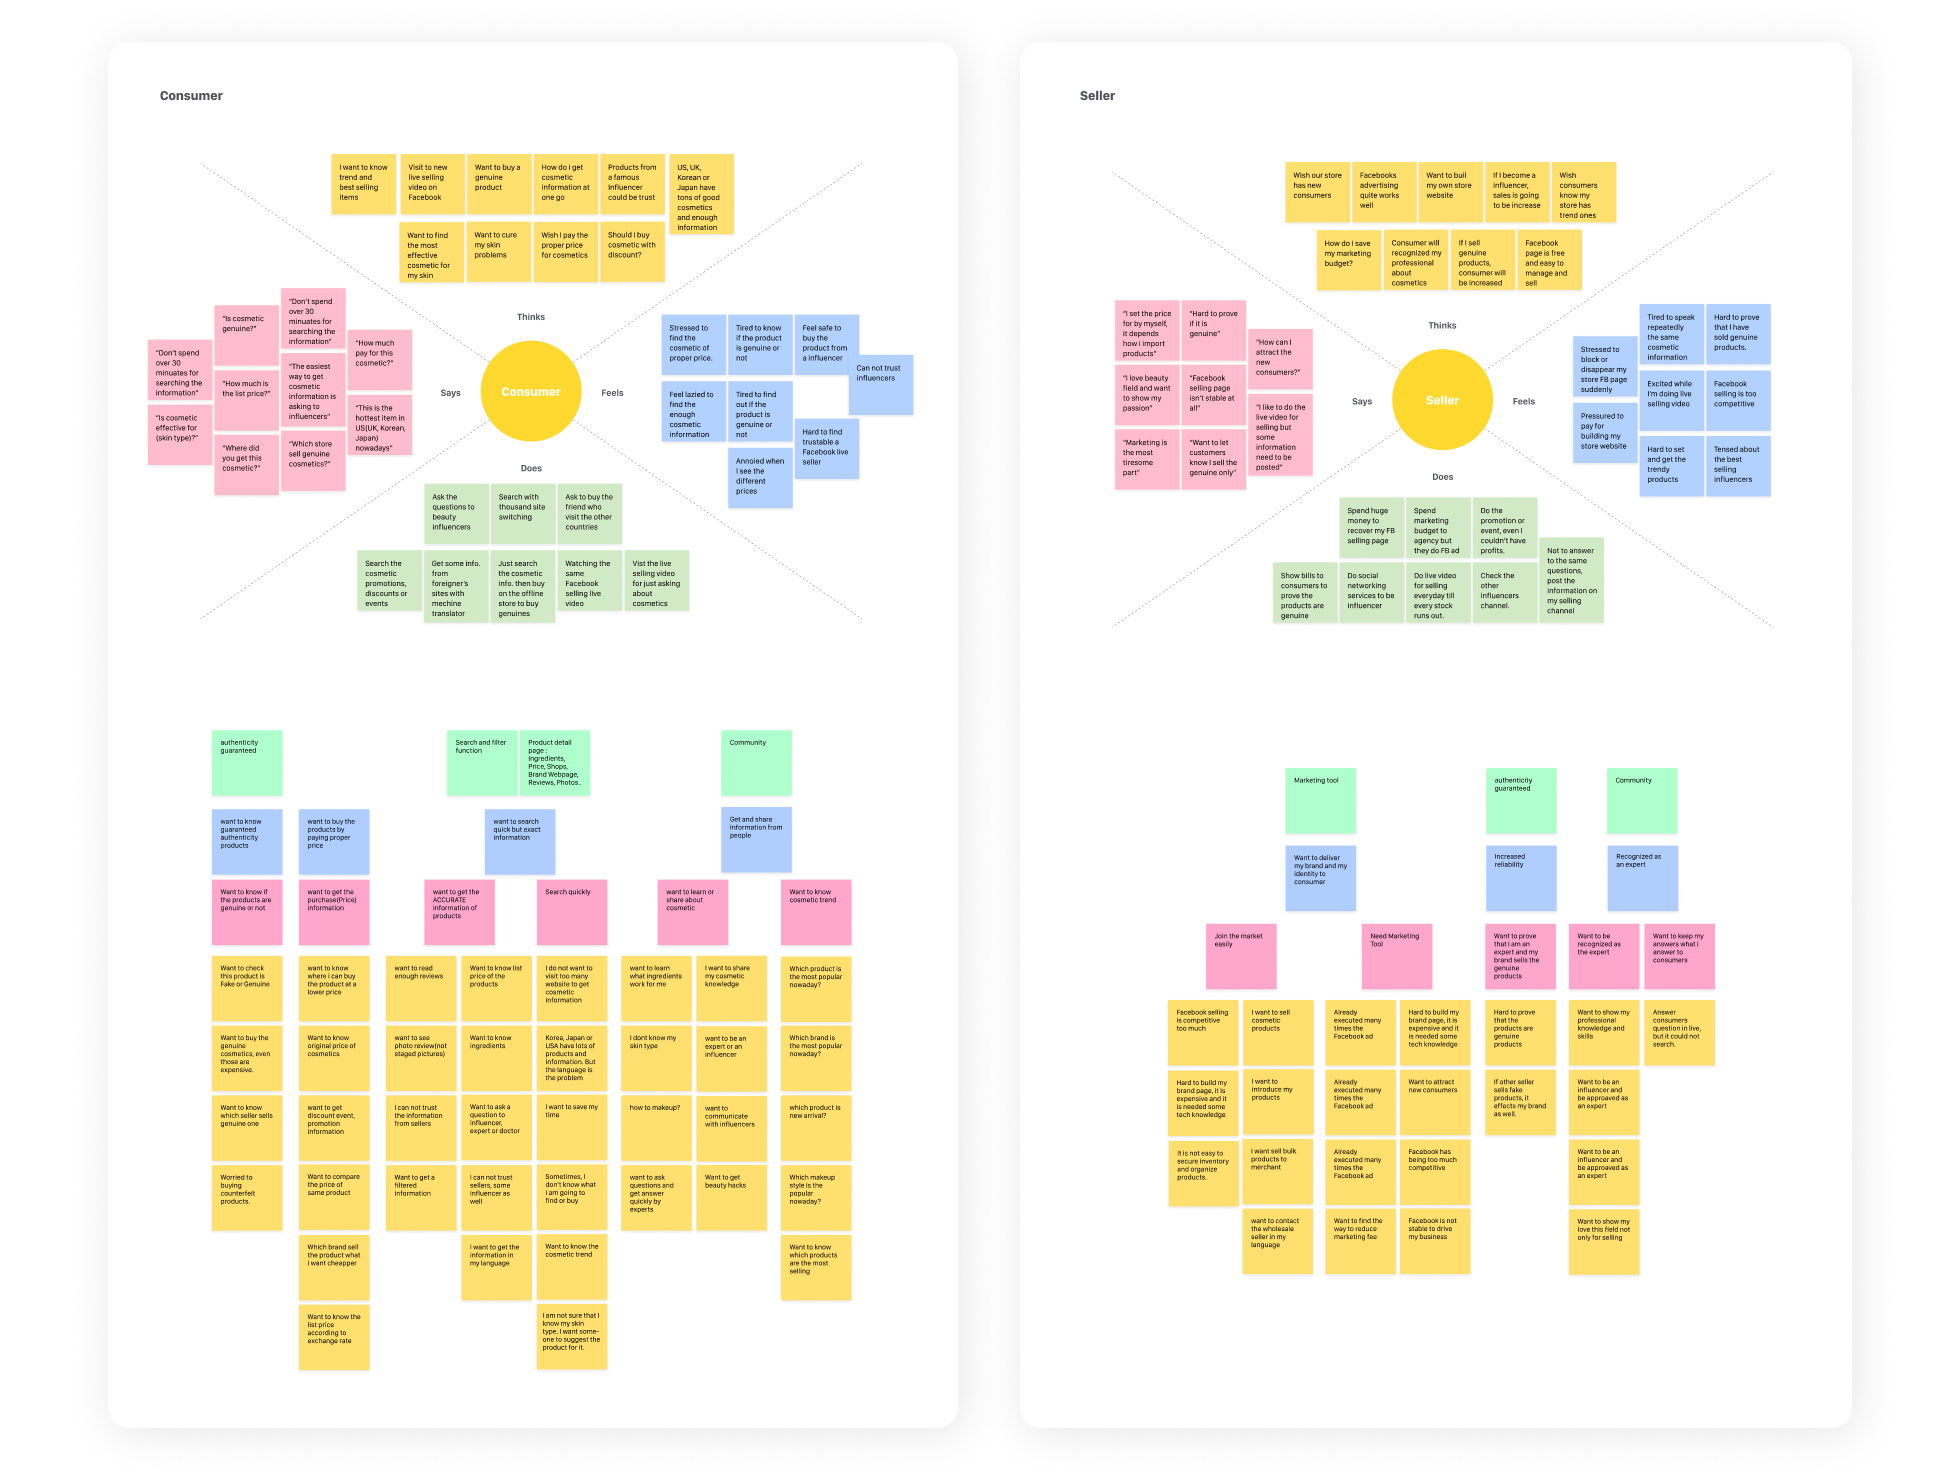 Consumer
I want to know
trend and
best selling
items
Visit to new
live selling
video on
Facebook
Want to buy a
genuine
product
How do i get
cosmetic
information at
one go
Products from
a famous
Influencer
could be trust
US, UK,
Korean or
Japan have
tons of good
cosmetics
and enough
information
Want to find
the most
effective
cosmetic for
my skin
Want to cure
my skin
problems
Wish I pay the
proper price
for cosmetics
Should I buy
cosmetic with
discount?
Thinks
"Don't spend
over 30
minuates for
searching the
information"
"Is cosmetic
effective for
(skin type)?"
"Is cosmetic
genuine?"
"How much is
the list price?"
"Where did
you get this
cosmetic?"
"Don't spend
over 30
minuates for
searching the
information"
"The easiest
way to get
cosmetic
information is
asking to
influencers"
"Which store
sell genuine
cosmetics?"
"How much
pay for this
cosmetic?"
"This is the
hottest item in
US(UK, Korean,
Japan)
nowadays"
Says
Consumer
Feels
Stressed to
find the
cosmetic of
proper price.
Tired to know
if the product
is genuine or
not
Feel safe to
buy the
product from
a influencer
Can not trust
influencers
Feel lazied to
find the
enough
cosmetic
information
Tired to find
out if the
product is
genuine or
not
Hard to find
trustable a
Facebook live
seller
Annoied when
I see the
different
prices
Does
Ask the
questions to
beauty
influencers
Search with
thousand site
switching
Ask to buy the
friend who
visit the other
countries
Search the
cosmetic
promotions,
discounts or
events
Get some info.
from
foreigner's
sites with
mechine
translator
Just search
the cosmetic
info. then buy
on the offline
store to buy
genuines
Watching the
same
Facebook
selling live
video
Vist the live
selling video
for just asking
about
cosmetics
authenticity
guaranteed
Search and filter
function
Product detail
page :
Ingredients,
Price, Shops,
Brand Webpage,
Reviews, Photos..
Community
want to know
guaranteed
authenticity
products
want to buy the
products by
paying proper
price
want to search
quick but exact
information
Get and share
information from
people
Want to know if
the products are
genuine or not
want to get the
purchase(Price)
information
want to get the
ACCURATE
information of
products
Search quickly
want to learn or
share about
cosmetic
Want to know
cosmetic trend
Want to check
this product is
Fake or Genuine
want to know
where i can buy
the product at a
lower price
want to read
enough reviews
Want to know list
price of the
products
I do not want to
visit too many
website to get
cosmetic
information
want to learn
what ingredients
work for me
I want to share
my cosmetic
knowledge
Which product is
the most popular
nowaday?
Want to buy the
genuine
cosmetics, even
those are
expensive.
Want to know
original price of
cosmetics
want to see
photo review(not
staged pictures)
Want to know
ingredients
Korea, Japan or
USA have lots of
products and
information. But
the language is
the problem
I dont know my
skin type
want to be an
expert or an
influencer
Which brand is
the most popular
nowaday?
Want to know
which seller sells
genuine one
want to get
discount event,
promotion
information
I can not trust
the information
from sellers
Want to ask a
question to
influencer,
expert or doctor
I want to save my
time
how to makeup?
want to
communicate
with influencers
which product is
new arrival?
Worried to
buying
counterfeit
products.
Want to compare
the price of
same product
Want to get a
filtered
information
I can not trust
sellers, some
influencer as
well
Sometimes, I
don't know what
I am going to
find or buy
want to ask
questions and
get answer
quickly by
experts
Want to get
beauty hacks
Which makeup
style is the
popular
nowaday?
Which brand sell
the product what
i want cheapper
I want to get the
information in
my language
Want to know the
cosmetic trend
Want to know
which products
are the most
selling
Want to know the
list price
according to
exchange rate
I am not sure that I
know my skin
type. I want some-
one to suggest the
product for it.
Seller
Wish our store
has new
consumers
Facebooks
advertising
quite works
well
Want to buil
my own store
website
If I become a
influencer,
sales is going
to be increase
Wish
consumers
know my
store has
trend ones
How do I save
my marketing
budget?
Consumer will
recognized my
professional
about
cosmetics
If I sell
genuine
products,
consumer will
be increased
Facebook
page is free
and easy to
manage and
sell
Thinks
"I set the price
for by myself,
it depends
how i import
products"
"Hard to prove
if it is
genuine"
"How can I
attract the
new
consumers?"
"I love beauty
field and want
to show my
passion"
"Facebook
selling page
isn't stable at
all"
"I like to do the
live video for
selling but
some
information
need to be
posted"
"Marketing is
the most
tiresome
part"
"Want to let
customers
know I sell the
genuine only"
Says
Seller
Feels
Stressed to
block or
disappear my
store FB page
suddenly
Tired to speak
repeatedly
the same
cosmetic
information
Hard to prove
that I have
sold genuine
products.
Pressured to
pay for
building my
store website
Excited while
I'm doing live
selling video
Facebook
selling is too
competitive
Hard to set
and get the
trendy
products
Tensed about
the best
selling
influencers
Does
Spend huge
money to
recover my FB
selling page
Spend
marketing
budget to
agency but
they do FB ad
Do the
promotion or
event, even I
couldn't have
profits.
Not to answer
to the same
questions,
post the
information on
my selling
channel
Show bills to
consumers to
prove the
products are
genuine
Do social
networking
services to be
influencer
Do live video
for selling
everyday till
every stock
runs out.
Check the
other
influencers
channel.
Marketing tool
authenticity
guaranteed
Community
Want to deliver
my brand and my
identity to
consumer
Increased
reliability
Recognized as
an expert
Join the market
easily
Need Marketing
Tool
Want to prove
that I am an
expert and my
brand sells the
genuine
products
Want to be
recognized as
the expert
Want to keep my
answers what i
answer to
consumers
Facebook selling
is competitive
too much
I want to sell
cosmetic
products
Already
executed many
times the
Facebook ad
Hard to build my
brand page, it is
expensive and it
is needed some
tech knowledge
Hard to prove
that the
products are
genuine
products
Want to show my
professional
knowledge and
skills
Answer
consumers
question in live,
but it could not
search.
Hard to build my
brand page, it is
expensive and it
is needed some
tech knowledge
I want to
introduce my
products
Already
executed many
times the
Facebook ad
Want to attract
new consumers
If other seller
sells fake
products, it
effects my brand
as well.
Want to be an
influencer and
be approaved as
an expert
It is not easy to
secure inventory
and organize
products.
I want sell bulk
products to
merchant
Already
executed many
times the
Facebook ad
Facebook has
being too much
competitive
Want to be an
influencer and
be approaved as
an expert
want to contact
the wholesale
seller in my
language
Want to find the
way to reduce
marketing fee
Facebook is not
stable to drive
my business
Want to show my
love this field not
only for selling